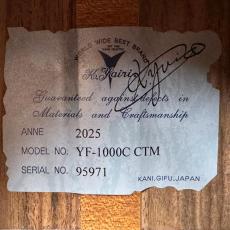 WORLD WIDE BEST BRAND
K. Yairi
Guaranteed against defects in
Materials and Craftsmanship
ANNE 2025
MODEL NO. YF-1000C CTM
SERIAL NO. 95971
KANI, GIFU, JAPAN